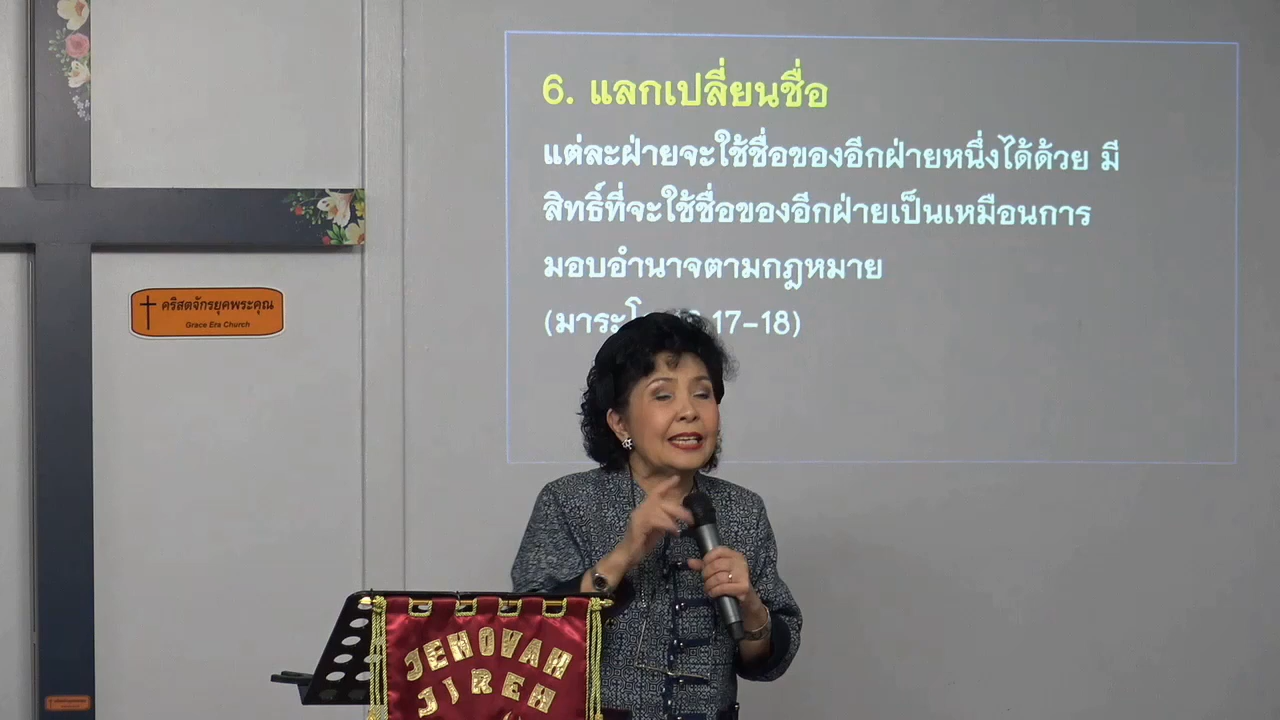 6. แลกเปลี่ยนชื่อ
แต่ละฝ่ายจะใช้ชื่อของอีกฝ่ายหนึ่งได้ด้วย มี
สิทธิ์ที่จะใช้ชื่อของอีกฝ่ายเป็นเหมือนการ
มอบอำนาจตามกฎหมาย
(มาระ 17-18)
คริสตจักรยุคพระคุณ
Grace Era Church
JEHOVAH
JIREH